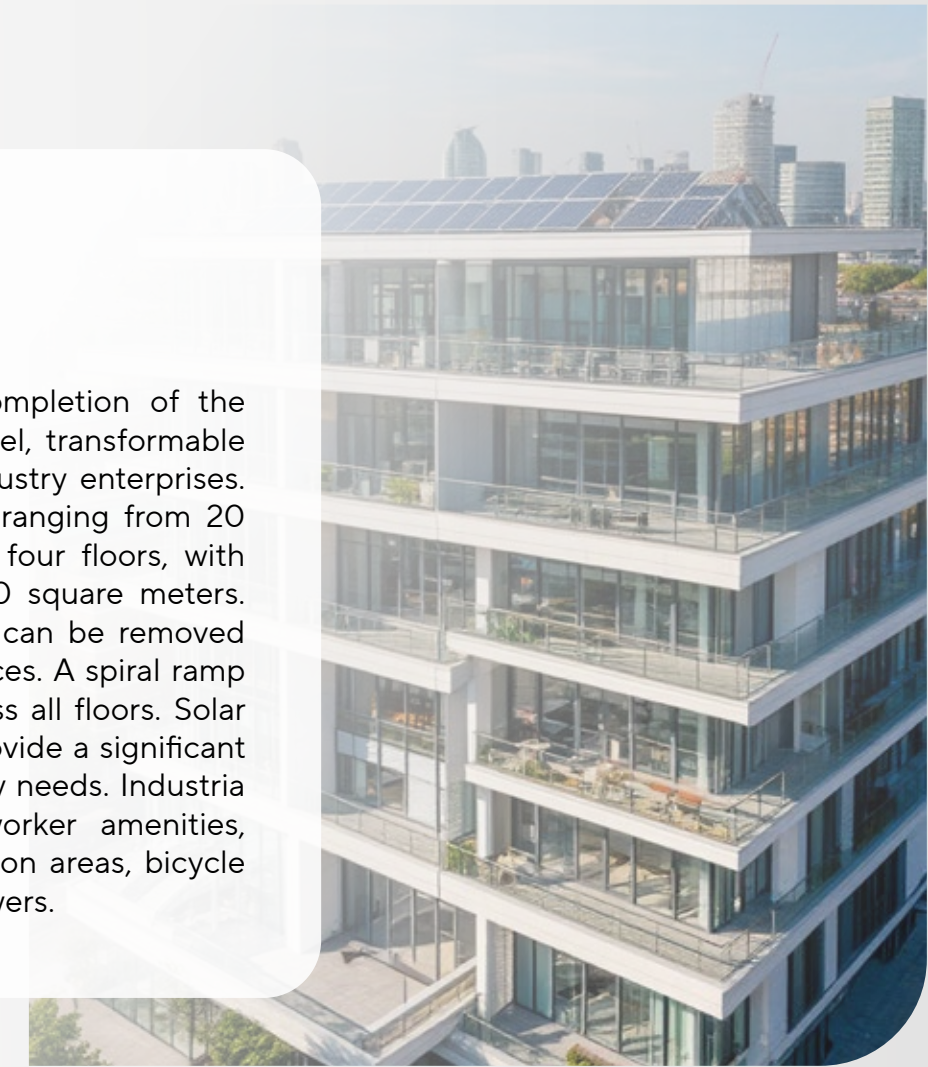 ompletion of the
el, transformable
ustry enterprises.
ranging from 20
four floors, with
0 square meters.
can be removed
ces. A spiral ramp
ss all floors. Solar
ovide a significant
y needs. Industria
vorker amenities,
on areas, bicycle
vers.